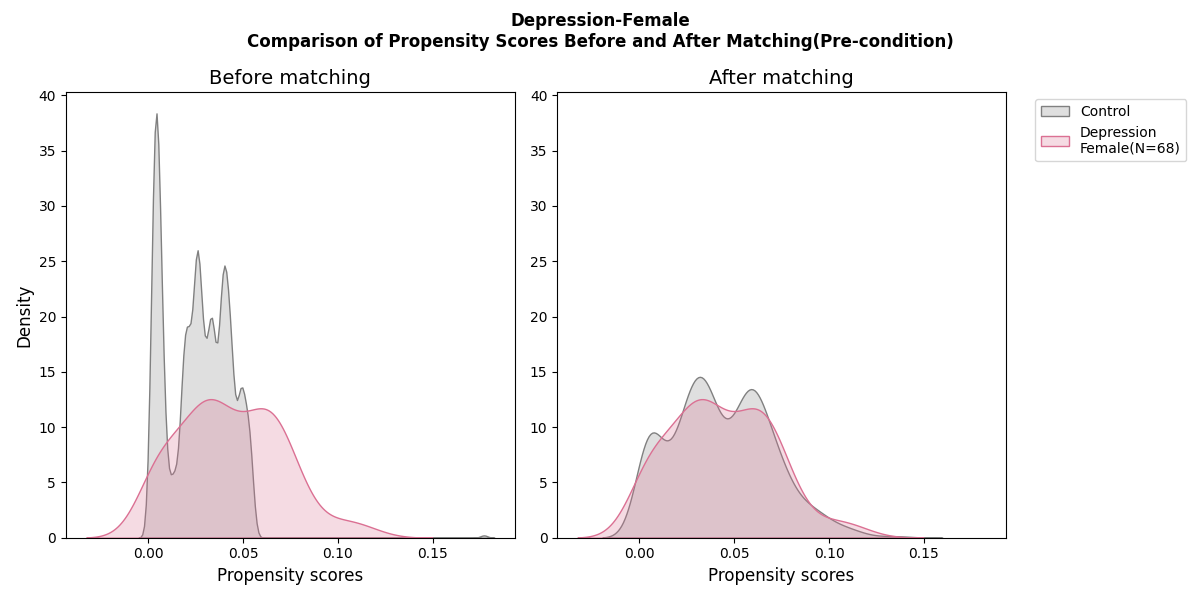 Depression-Female
Comparison of Propensity Scores Before and After Matching(Pre-condition)
Before matching
After matching
Control
Depression
Female(N=68)
Density
40
35
30
25
20
15
10
5
0
0.00
0.05
0.10
0.15
Propensity scores
40
35
30
25
20
15
10
5
0
0.00
0.05
0.10
0.15
Propensity scores